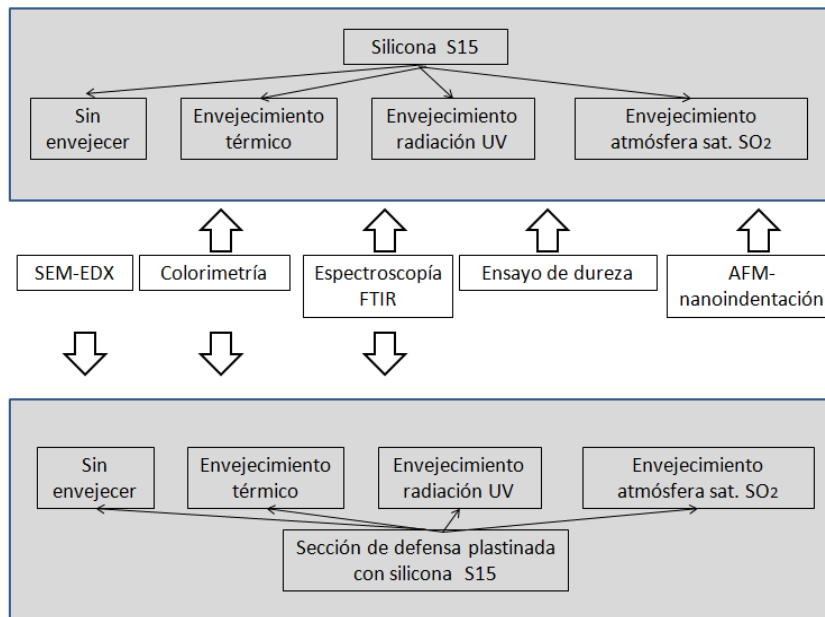 Silicona S15
Sin
envejecer
Envejecimiento
térmico
Envejecimiento
radiación UV
Envejecimiento
atmósfera sat. SO2
SEM-EDX
Colorimetría
Espectroscopía
FTIR
Ensayo de dureza
AFM-
nanoindentación
Sin
envejecer
Envejecimiento
térmico
Envejecimiento
radiación UV
Envejecimiento
atmósfera sat. SO2
Sección de defensa plastinada
con silicona S15